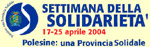 SETTIMANA DELLA
SOLIDARIETA'
17-25 aprile 2004
Polesine: una Provincia Solidale